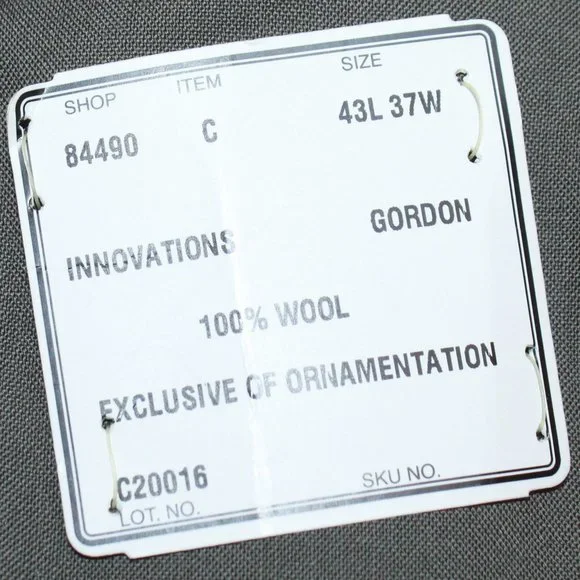 SHOP ITEM SIZE
84490 C 43L 37W
INNOVATIONS GORDON
100% WOOL
EXCLUSIVE OF ORNAMENTATION
C20016
LOT. NO. SKU NO.